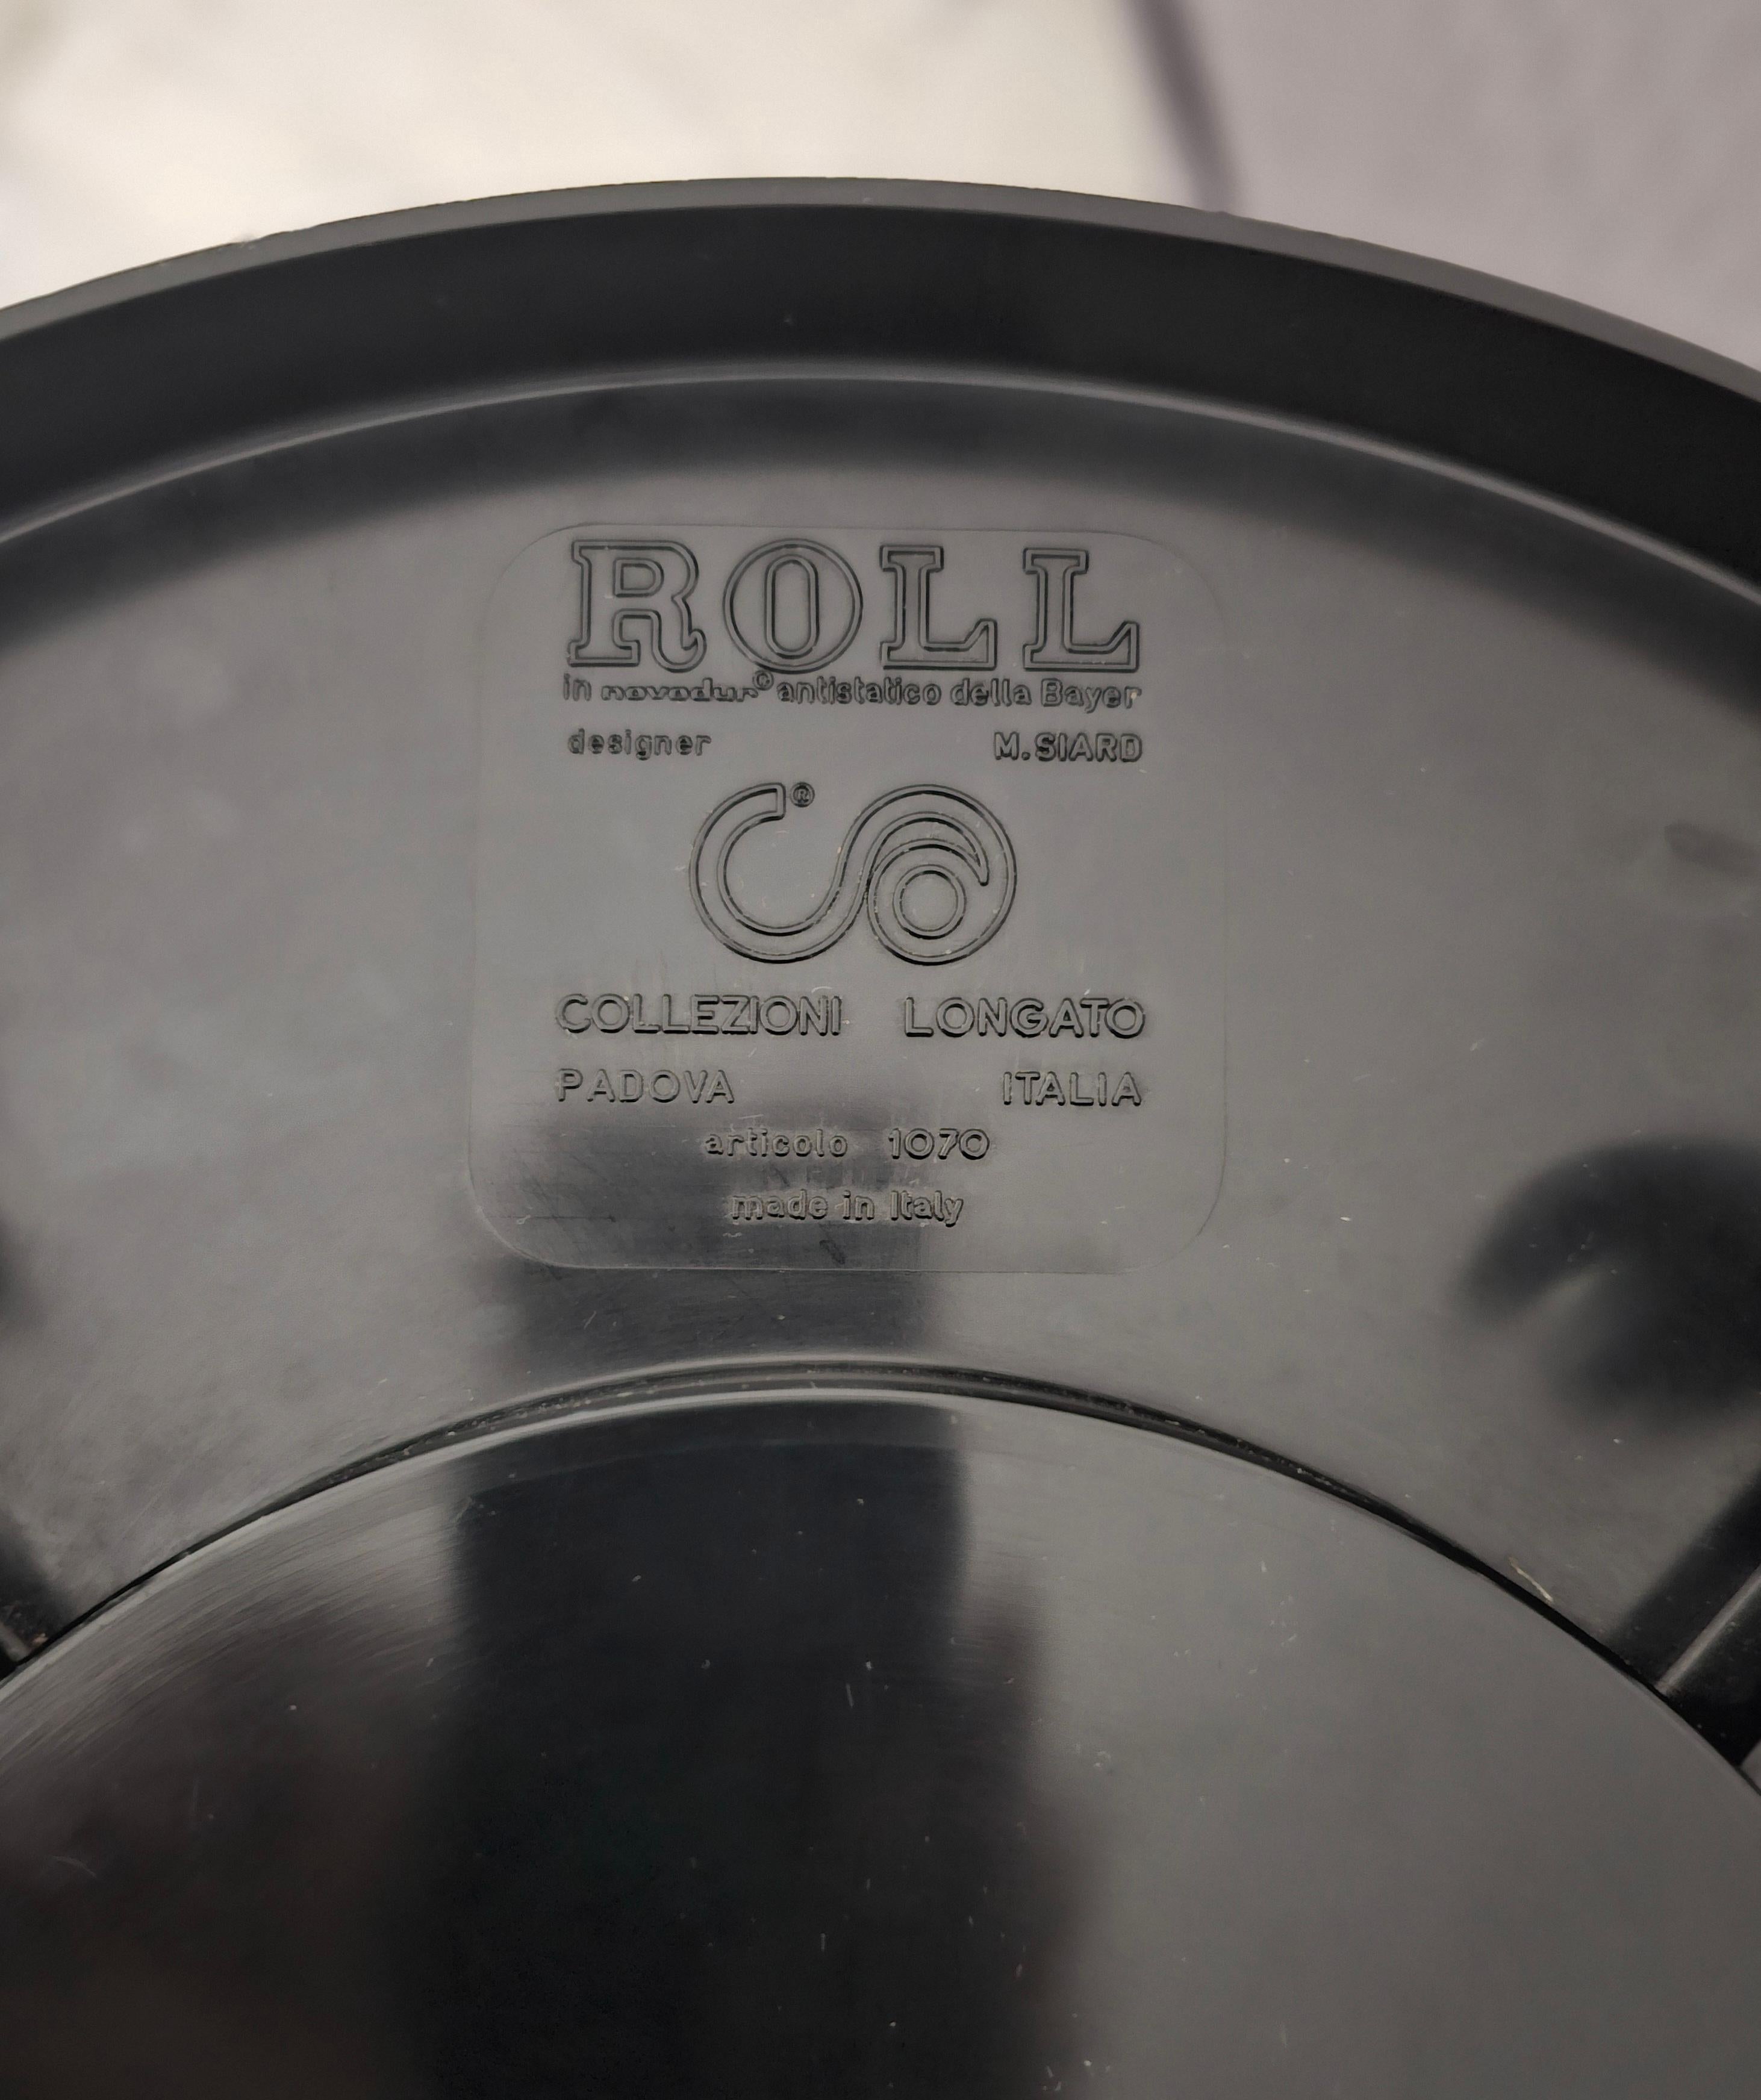 ROLL
in novodur® antistatico della Bayer
designer M.SIARD
®
COLLEZIONI LONGATO
PADOVA ITALIA
articolo 1070
made in Italy